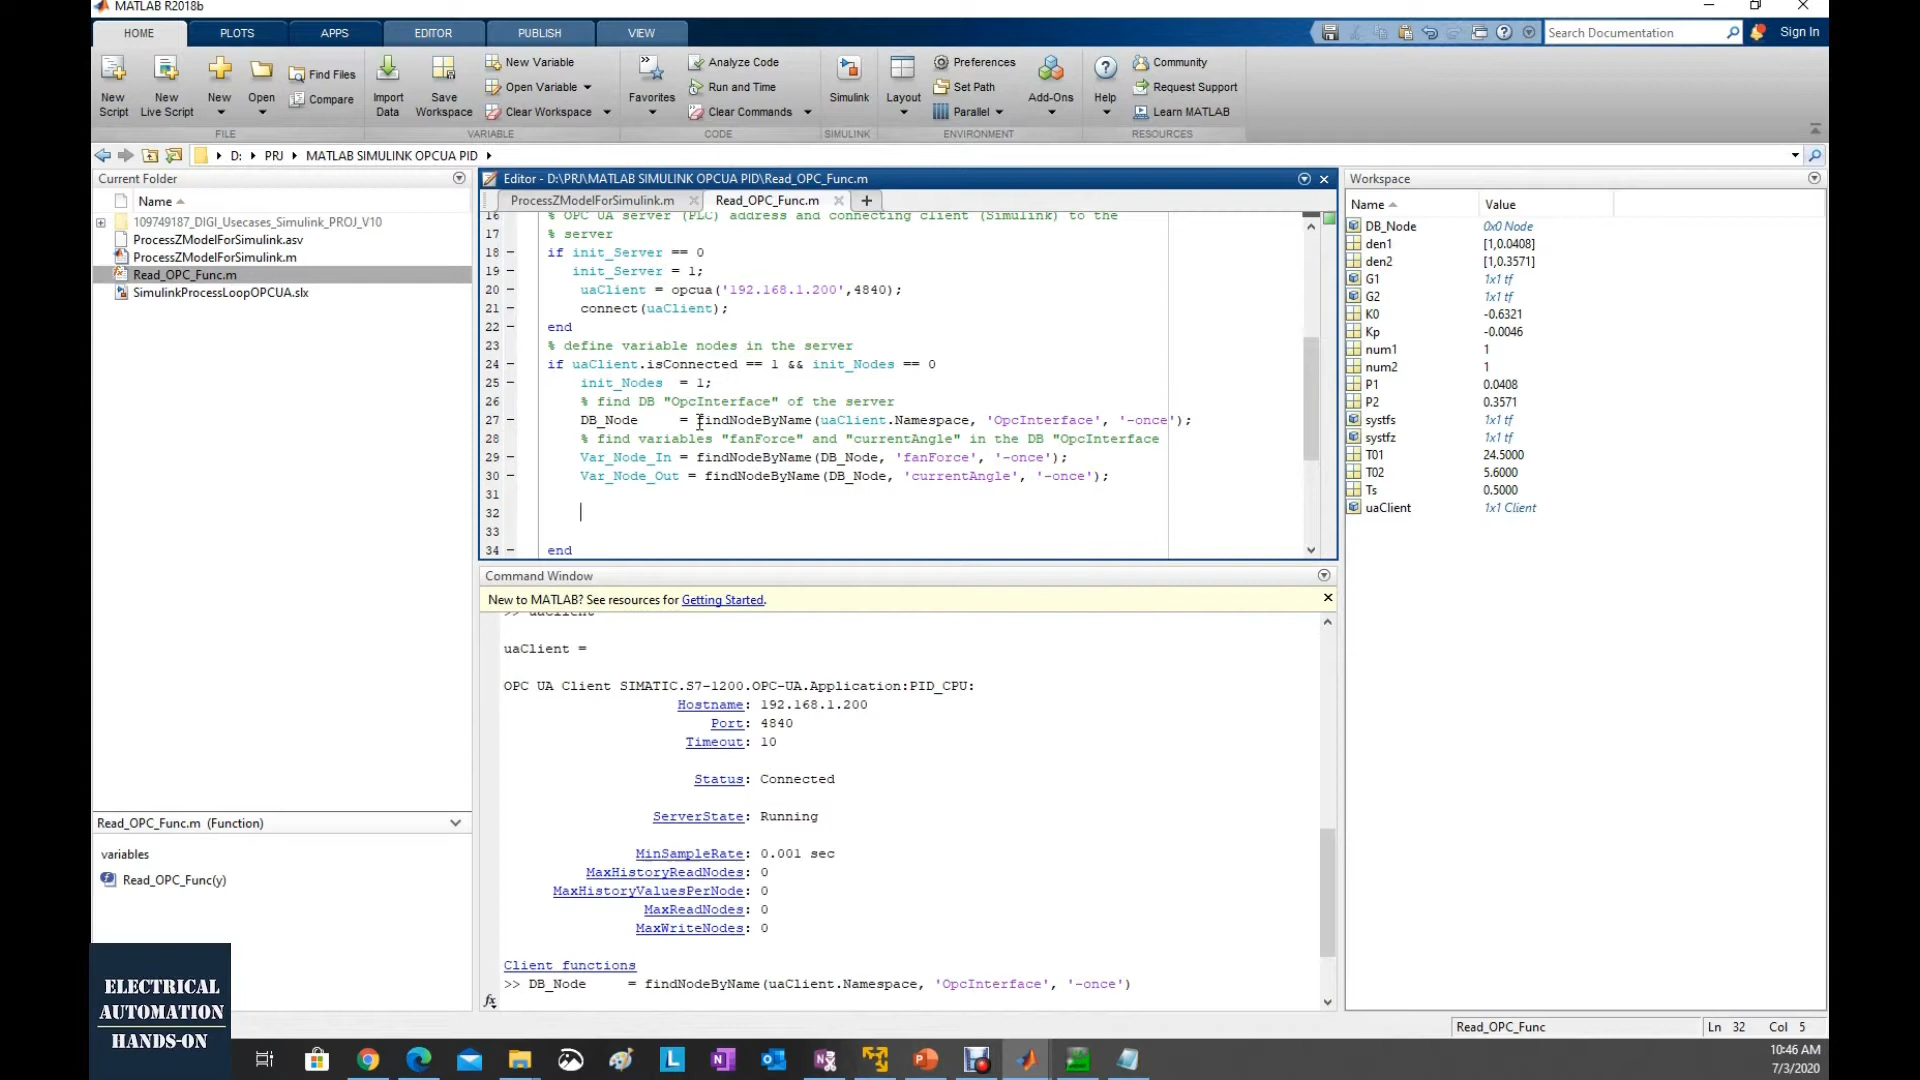 MATLAB R2018b
HOME PLOTS APPS EDITOR PUBLISH VIEW
Search Documentation
Sign In
New Script
New Live Script
New
Open
Find Files
Compare
Import Data
Save Workspace
New Variable
Open Variable
Clear Workspace
Favorites
Analyze Code
Run and Time
Clear Commands
Simulink
Layout
Preferences
Set Path
Parallel
Add-Ons
Help
Community
Request Support
Learn MATLAB
FILE VARIABLE CODE SIMULINK ENVIRONMENT RESOURCES
D: PRJ MATLAB SIMULINK OPCUA PID
Current Folder
Name
109749187_DIGI_Usecases_Simulink_PROJ_V10
ProcessZModelForSimulink.asv
ProcessZModelForSimulink.m
Read_OPC_Func.m
SimulinkProcessLoopOPCUA.slx
Read_OPC_Func.m (Function)
variables
Read_OPC_Func(y)
Editor - D:\PRJ\MATLAB SIMULINK OPCUA PID\Read_OPC_Func.m
ProcessZModelForSimulink.m Read_OPC_Func.m
16 % OPC UA server (PLC) address and connecting client (Simulink) to the
17 % server
18 if init_Server == 0
19 init_Server = 1;
20 uaClient = opcua('192.168.1.200',4840);
21 connect(uaClient);
22 end
23 % define variable nodes in the server
24 if uaClient.isConnected == 1 && init_Nodes == 0
25 init_Nodes = 1;
26 % find DB "OpcInterface" of the server
27 DB_Node = findNodeByName(uaClient.Namespace, 'OpcInterface', '-once');
28 % find variables "fanForce" and "currentAngle" in the DB "OpcInterface
29 Var_Node_In = findNodeByName(DB_Node, 'fanForce', '-once');
30 Var_Node_Out = findNodeByName(DB_Node, 'currentAngle', '-once');
31
32
33
34 end
Command Window
New to MATLAB? See resources for Getting Started.
>> uaClient
uaClient =
OPC UA Client SIMATIC.S7-1200.OPC-UA.Application:PID_CPU:
Hostname: 192.168.1.200
Port: 4840
Timeout: 10
Status: Connected
ServerState: Running
MinSampleRate: 0.001 sec
MaxHistoryReadNodes: 0
MaxHistoryValuesPerNode: 0
MaxReadNodes: 0
MaxWriteNodes: 0
Client functions
>> DB_Node = findNodeByName(uaClient.Namespace, 'OpcInterface', '-once')
fx
Workspace
Name Value
DB_Node 0x0 Node
den1 [1,0.0408]
den2 [1,0.3571]
G1 1x1 tf
G2 1x1 tf
K0 -0.6321
Kp -0.0046
num1 1
num2 1
P1 0.0408
P2 0.3571
systfs 1x1 tf
systfz 1x1 tf
T01 24.5000
T02 5.6000
Ts 0.5000
uaClient 1x1 Client
Read_OPC_Func Ln 32 Col 5
ELECTRICAL
AUTOMATION
HANDS-ON
10:46 AM
7/3/2020